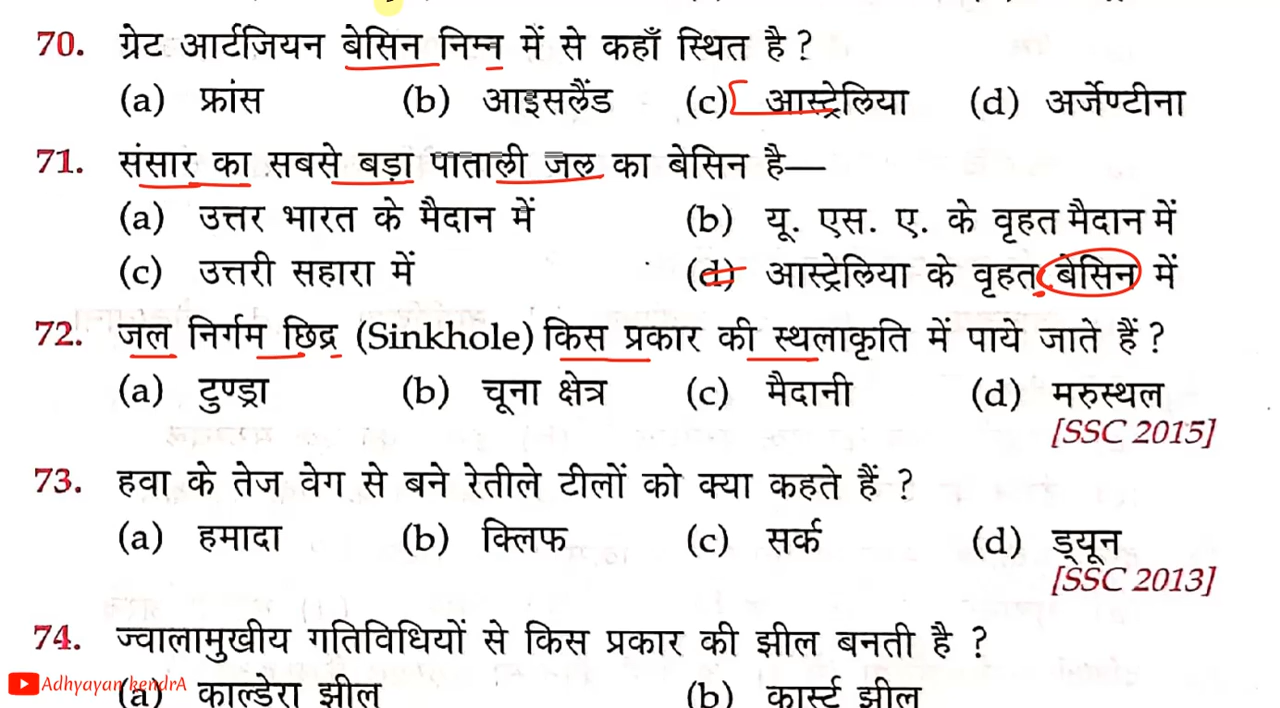 70. ग्रेट आर्टजियन बेसिन निम्न में से कहाँ स्थित है ?
(a) फ्रांस (b) आइसलैंड (c) आस्ट्रेलिया (d) अर्जेण्टीना
71. संसार का सबसे बड़ा पाताली जल का बेसिन है—
(a) उत्तर भारत के मैदान में (b) यू. एस. ए. के वृहत मैदान में
(c) उत्तरी सहारा में (d) आस्ट्रेलिया के वृहत बेसिन में
72. जल निर्गम छिद्र (Sinkhole) किस प्रकार की स्थलाकृति में पाये जाते हैं ?
(a) टुण्ड्रा (b) चूना क्षेत्र (c) मैदानी (d) मरुस्थल
[SSC 2015]
73. हवा के तेज वेग से बने रेतीले टीलों को क्या कहते हैं ?
(a) हमादा (b) क्लिफ (c) सर्क (d) ड्यून
[SSC 2013]
74. ज्वालामुखीय गतिविधियों से किस प्रकार की झील बनती है ?
Adhyayan kendrA
(a) काल्डेरा झील (b) कार्स्ट झील